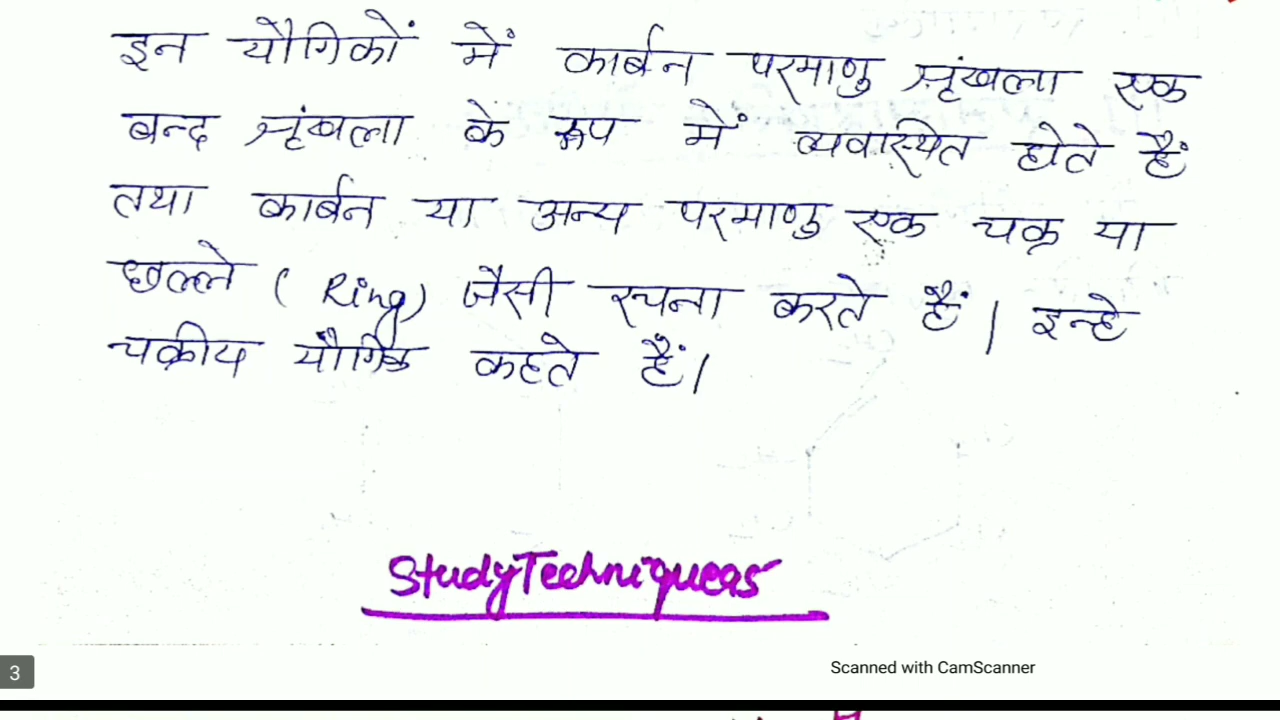 इन यौगिकों में कार्बन परमाणु श्रृंखला एक
बन्द श्रृंखला के रूप में व्यवस्थित होते हैं
तथा कार्बन या अन्य परमाणु एक चक्र या
छल्ले ( Ring) जैसी रचना करते हैं। इन्हे
चक्रीय यौगिक कहते हैं।
StudyTechniqueas
3
Scanned with CamScanner